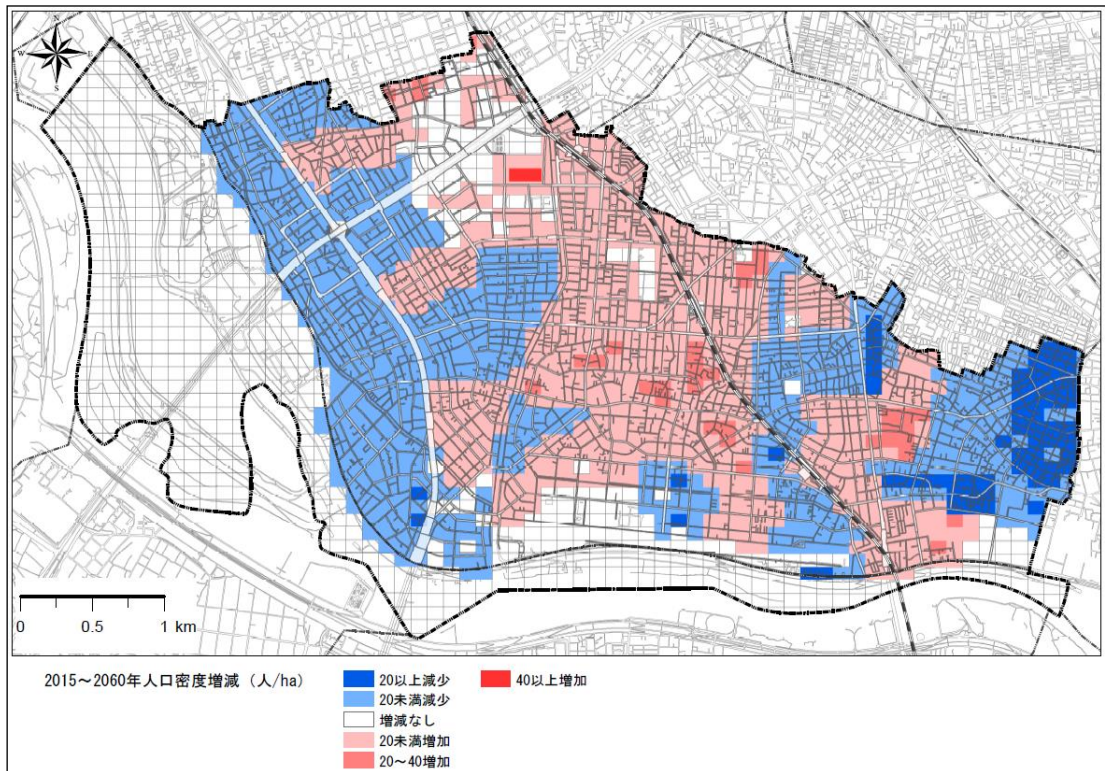 N
W
E
S
0 0.5 1 km
2015～2060年人口密度増減（人/ha）
20以上減少
20未満減少
増減なし
20未満増加
20～40増加
40以上増加